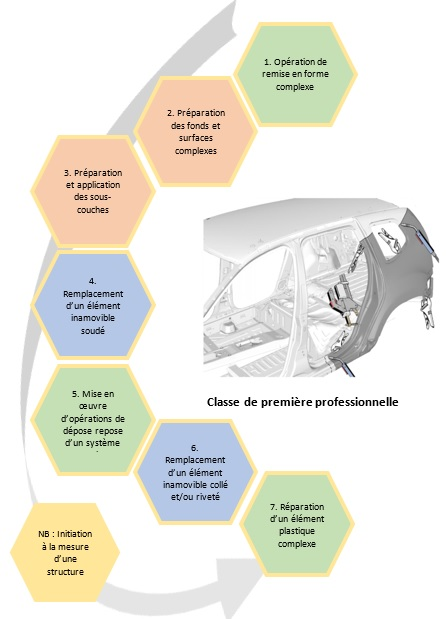 1. Opération de
remise en forme
complexe
2. Préparation
des fonds et
surfaces
complexes
3. Préparation
et application
des sous-
couches
4.
Remplacement
d'un élément
inamovible
soudé
5. Mise en
œuvre
d'opérations de
dépose repose
d'un système
Classe de première professionnelle
6.
Remplacement
d'un élément
inamovible collé
et/ou riveté
7. Réparation
d'un élément
plastique
complexe
NB : Initiation
à la mesure
d'une
structure